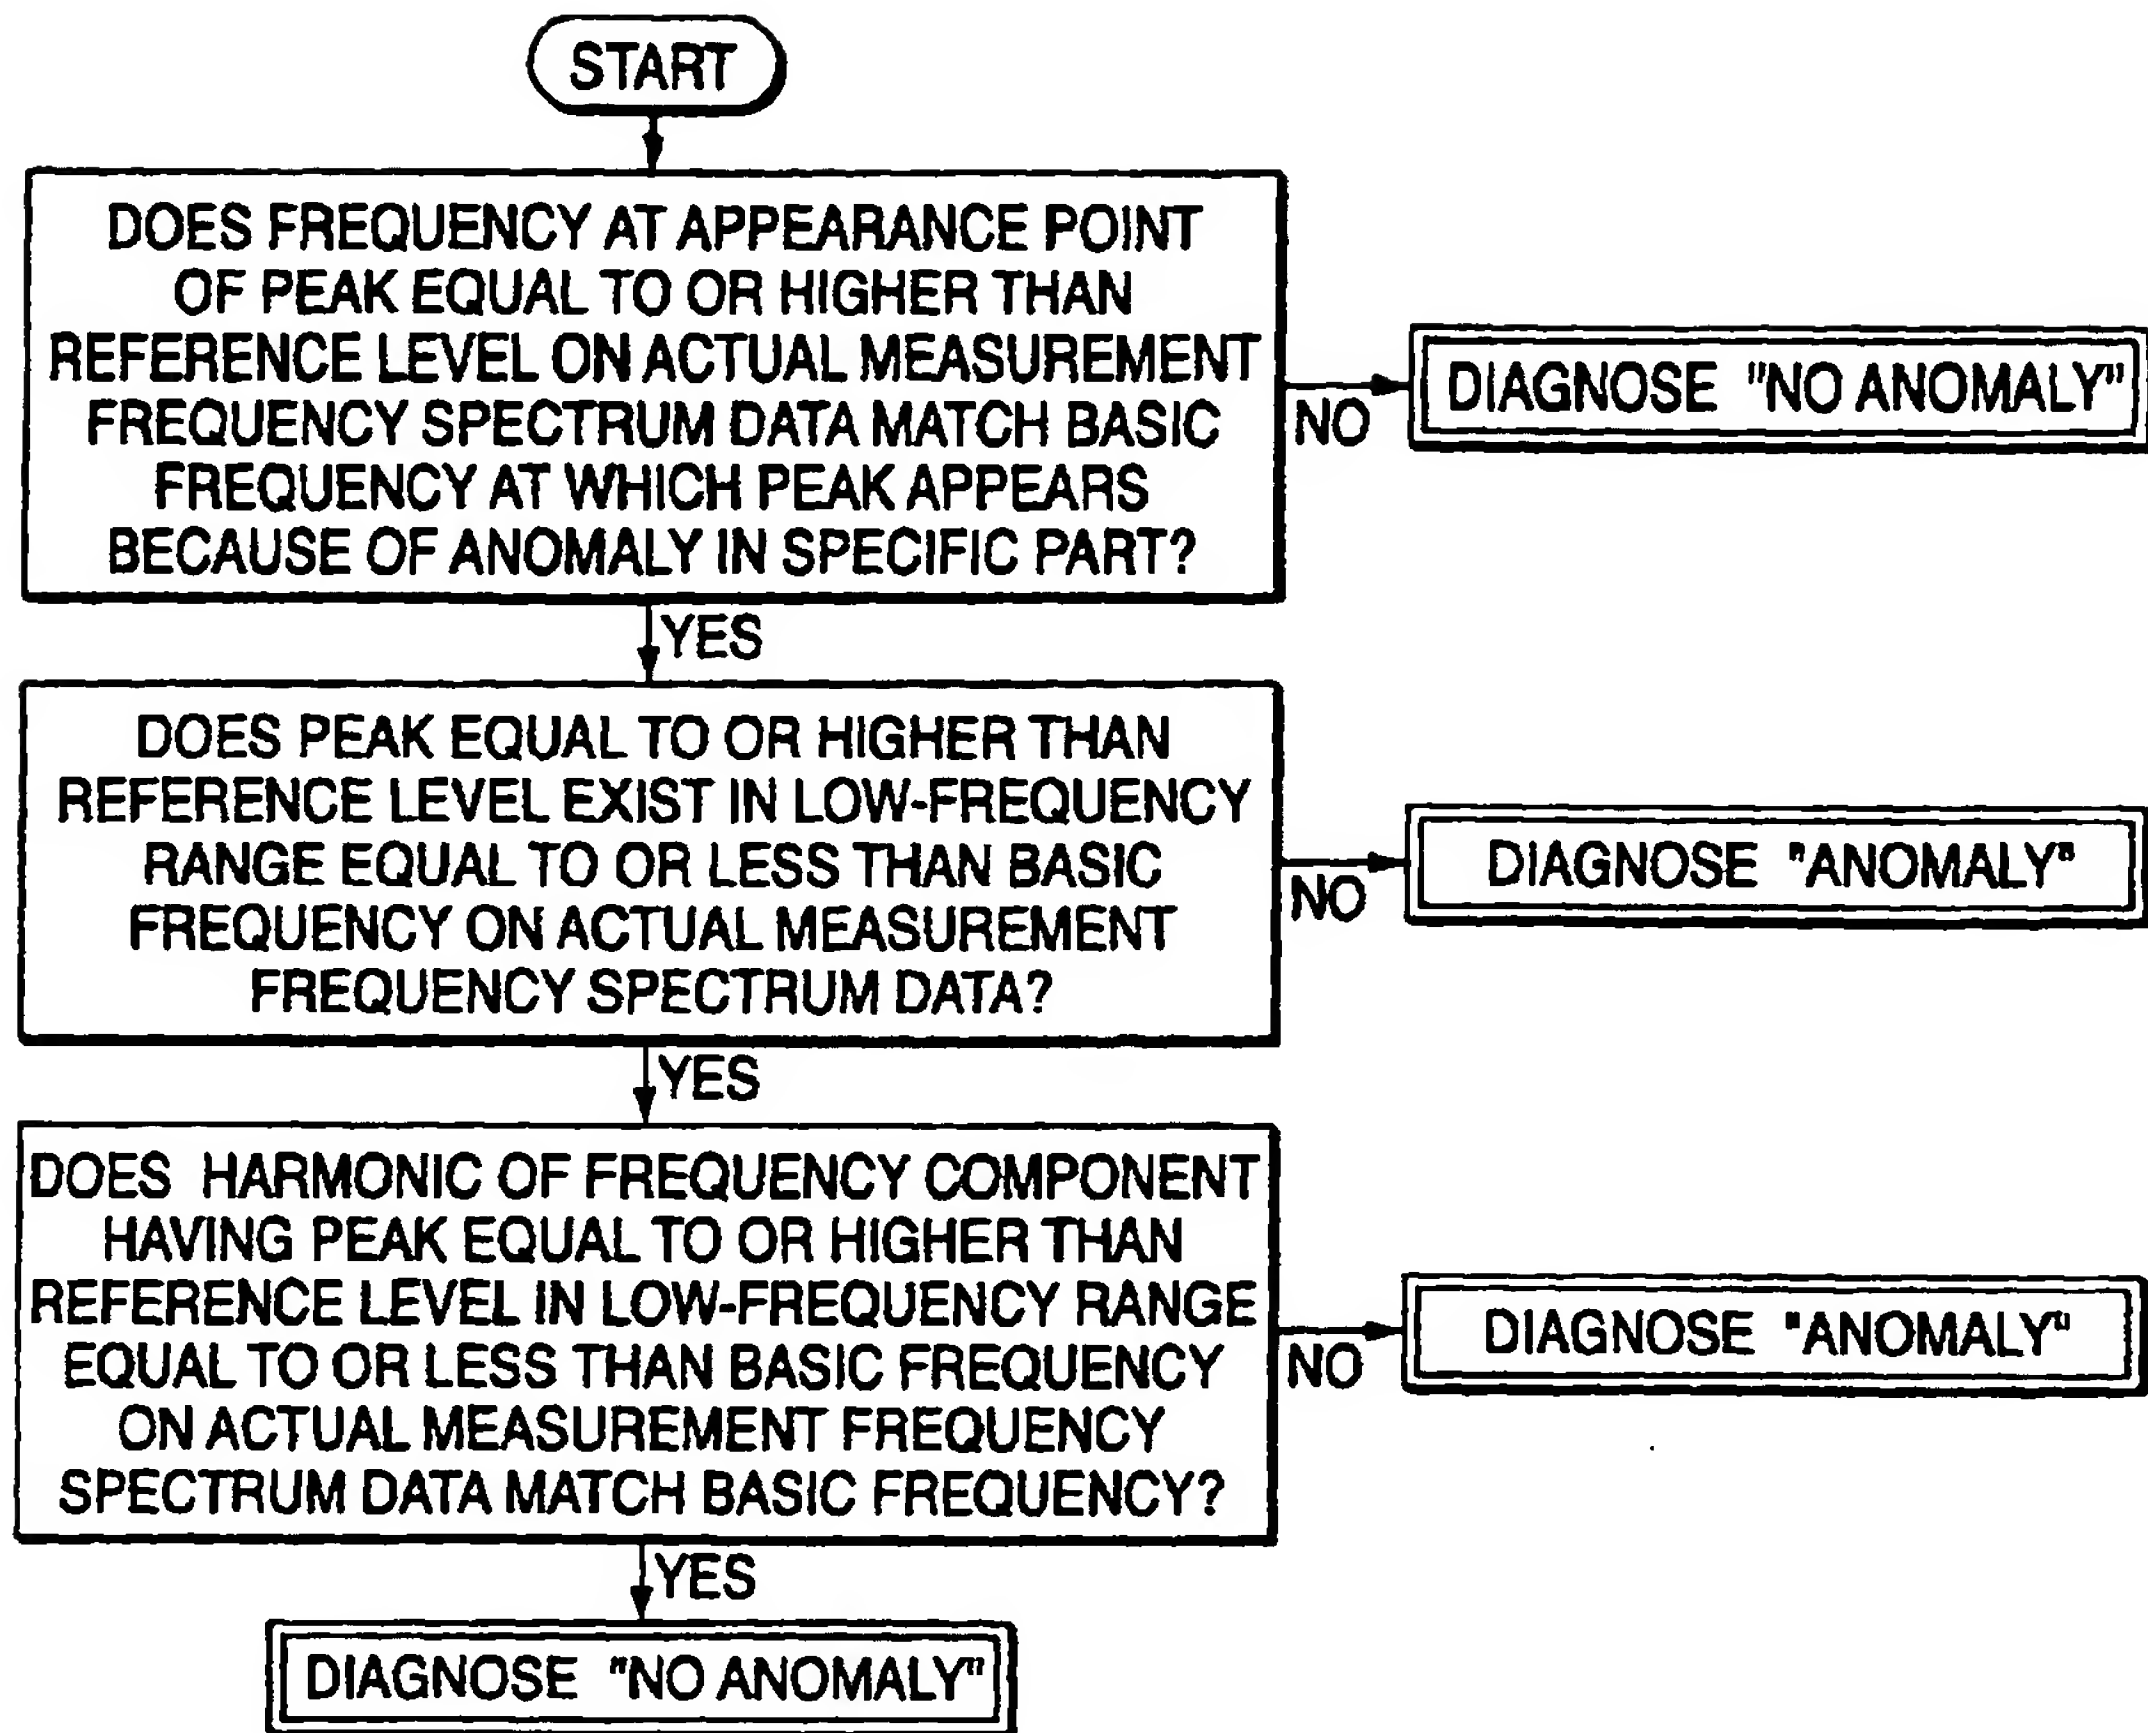 START
DOES FREQUENCY AT APPEARANCE POINT
OF PEAK EQUAL TO OR HIGHER THAN
REFERENCE LEVEL ON ACTUAL MEASUREMENT
FREQUENCY SPECTRUM DATA MATCH BASIC
FREQUENCY AT WHICH PEAK APPEARS
BECAUSE OF ANOMALY IN SPECIFIC PART?
NO
DIAGNOSE "NO ANOMALY"
YES
DOES PEAK EQUAL TO OR HIGHER THAN
REFERENCE LEVEL EXIST IN LOW-FREQUENCY
RANGE EQUAL TO OR LESS THAN BASIC
FREQUENCY ON ACTUAL MEASUREMENT
FREQUENCY SPECTRUM DATA?
NO
DIAGNOSE "ANOMALY"
YES
DOES HARMONIC OF FREQUENCY COMPONENT
HAVING PEAK EQUAL TO OR HIGHER THAN
REFERENCE LEVEL IN LOW-FREQUENCY RANGE
EQUAL TO OR LESS THAN BASIC FREQUENCY
ON ACTUAL MEASUREMENT FREQUENCY
SPECTRUM DATA MATCH BASIC FREQUENCY?
NO
DIAGNOSE "ANOMALY"
YES
DIAGNOSE "NO ANOMALY"